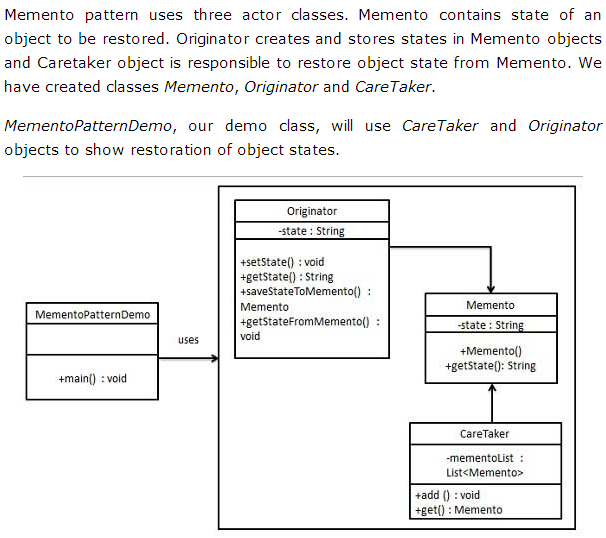 Memento pattern uses three actor classes. Memento contains state of an
object to be restored. Originator creates and stores states in Memento objects
and Caretaker object is responsible to restore object state from Memento. We
have created classes Memento, Originator and CareTaker.
MementoPatternDemo, our demo class, will use CareTaker and Originator
objects to show restoration of object states.
Originator
-state : String
+setState() : void
+getState() : String
+saveStateToMemento() :
Memento
+getStateFromMemento() :
void
MementoPatternDemo
+main() : void
uses
Memento
-state : String
+Memento()
+getState(): String
CareTaker
-mementoList :
List<Memento>
+add () : void
+get() : Memento